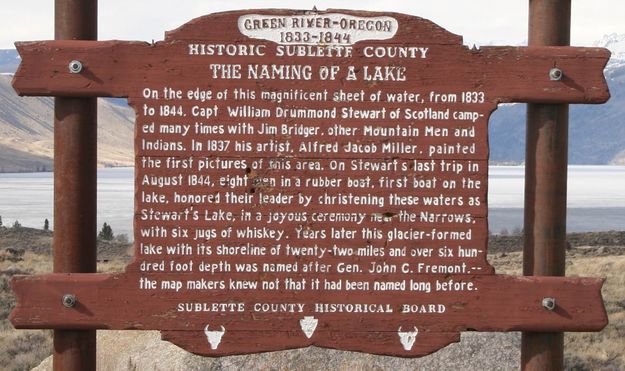 GREEN RIVER-OREGON
1833-1844
HISTORIC SUBLETTE COUNTY
THE NAMING OF A LAKE
On the edge of this magnificent sheet of water, from 1833
to 1844, Capt William Drummond Stewart of Scotland camp-
ed many times with Jim Bridger, other Mountain Men and
Indians. In 1837 his artist, Alfred Jacob Miller, painted
the first pictures of this area. On Stewart's last trip in
August 1844, eight men in a rubber boat, first boat on the
lake, honored their leader by christening these waters as
Stewart's Lake, in a joyous ceremony near the Narrows,
with six jugs of whiskey. Years later this glacier-formed
lake with its shoreline of twenty-two miles and over six hun-
dred foot depth was named after Gen. John C. Fremont,--
the map makers knew not that it had been named long before.
SUBLETTE COUNTY HISTORICAL BOARD